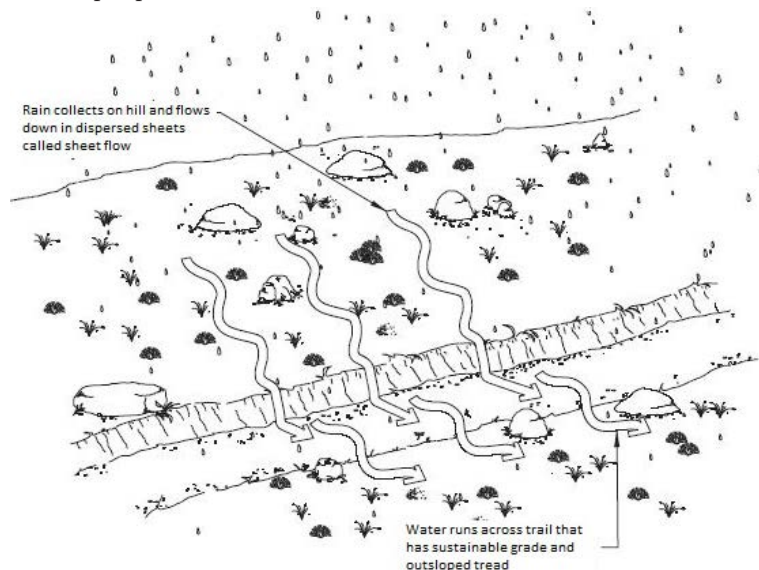 Rain collects on hill and flows
down in dispersed sheets
called sheet flow
Water runs across trail that
has sustainable grade and
outsloped tread